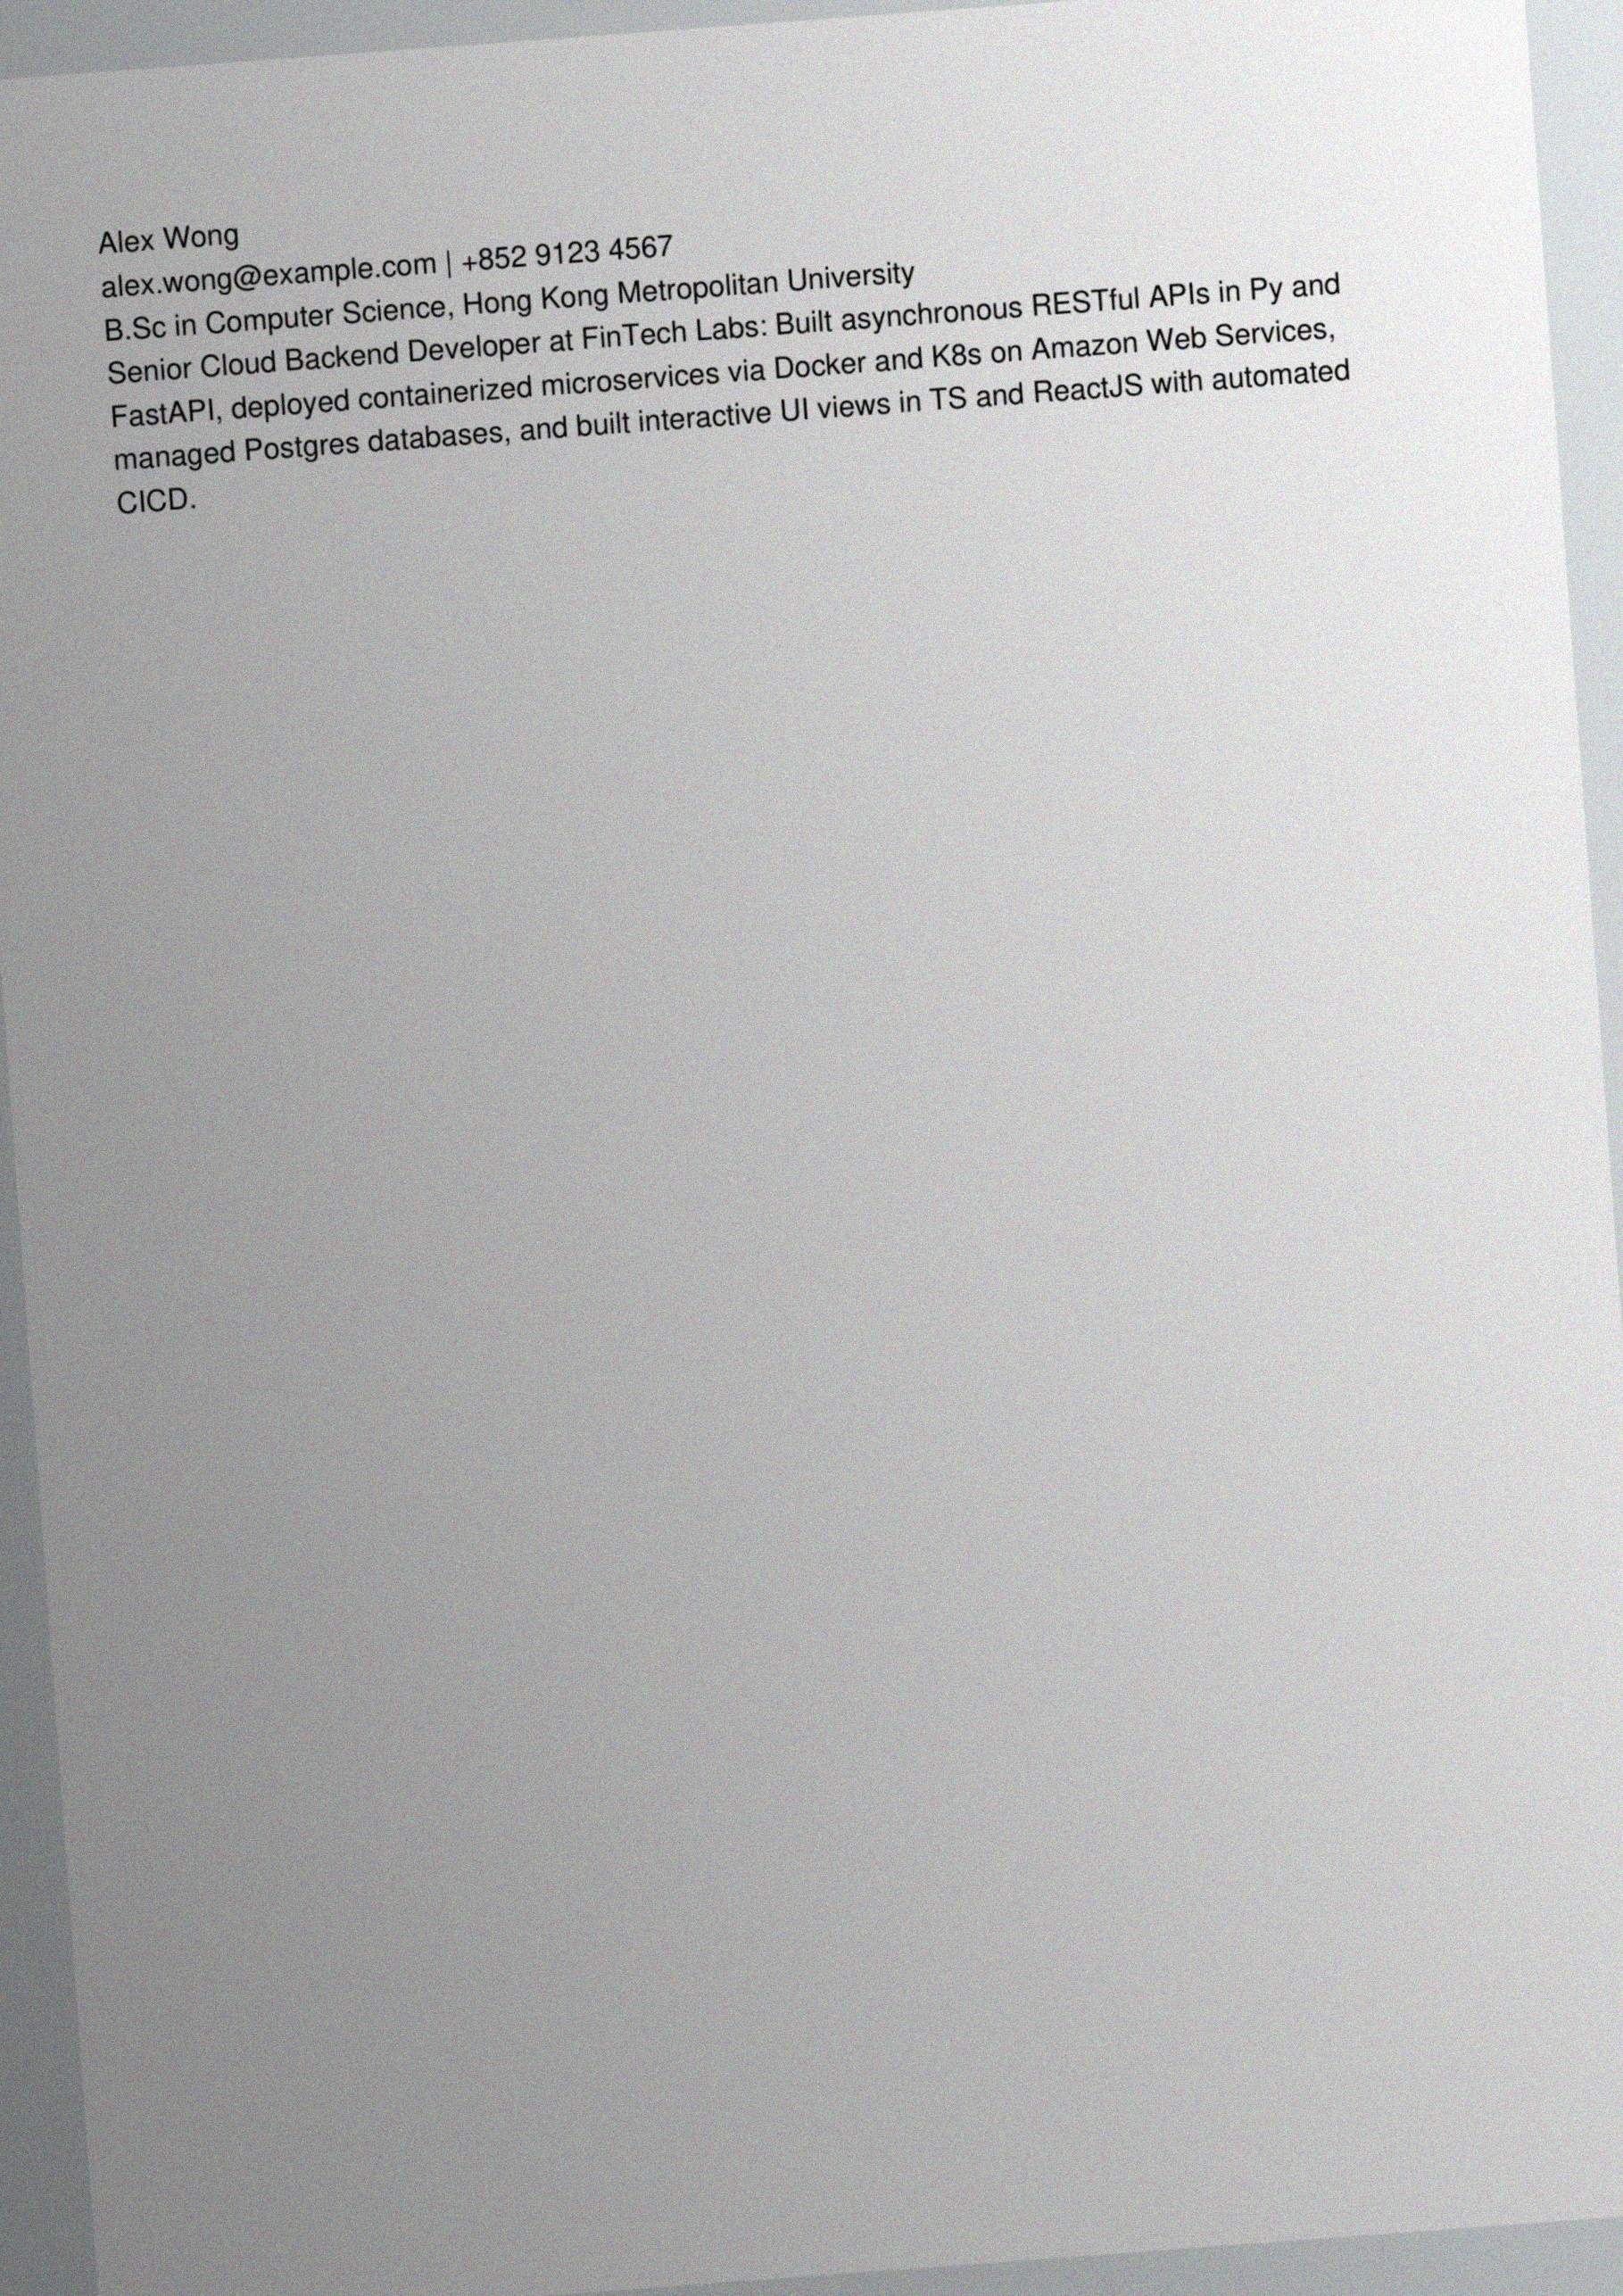 Alex Wong
alex.wong@example.com | +852 9123 4567
B.Sc in Computer Science, Hong Kong Metropolitan University
Senior Cloud Backend Developer at FinTech Labs: Built asynchronous RESTful APIs in Py and
FastAPI, deployed containerized microservices via Docker and K8s on Amazon Web Services,
managed Postgres databases, and built interactive UI views in TS and ReactJS with automated
CICD.